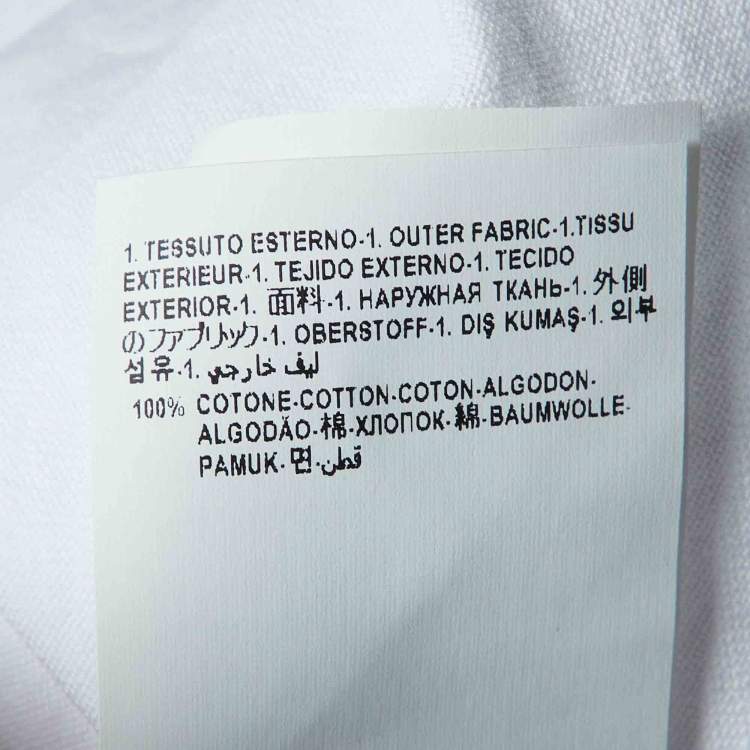 1. TESSUTO ESTERNO-1. OUTER FABRIC-1.TISSU
EXTERIEUR-1. TEJIDO EXTERNO-1. TECIDO
EXTERIOR-1. 面料-1. НАРУЖНАЯ ТКАНЬ-1. 外側
のファブリック-1. OBERSTOFF-1. DIŞ KUMAŞ-1. 외부
섬유-1. ليف خارجي
100% COTONE-COTTON-COTON-ALGODON-
ALGODÃO-棉-ХЛОПОК-綿-BAUMWOLLE-
PAMUK-면-قطن